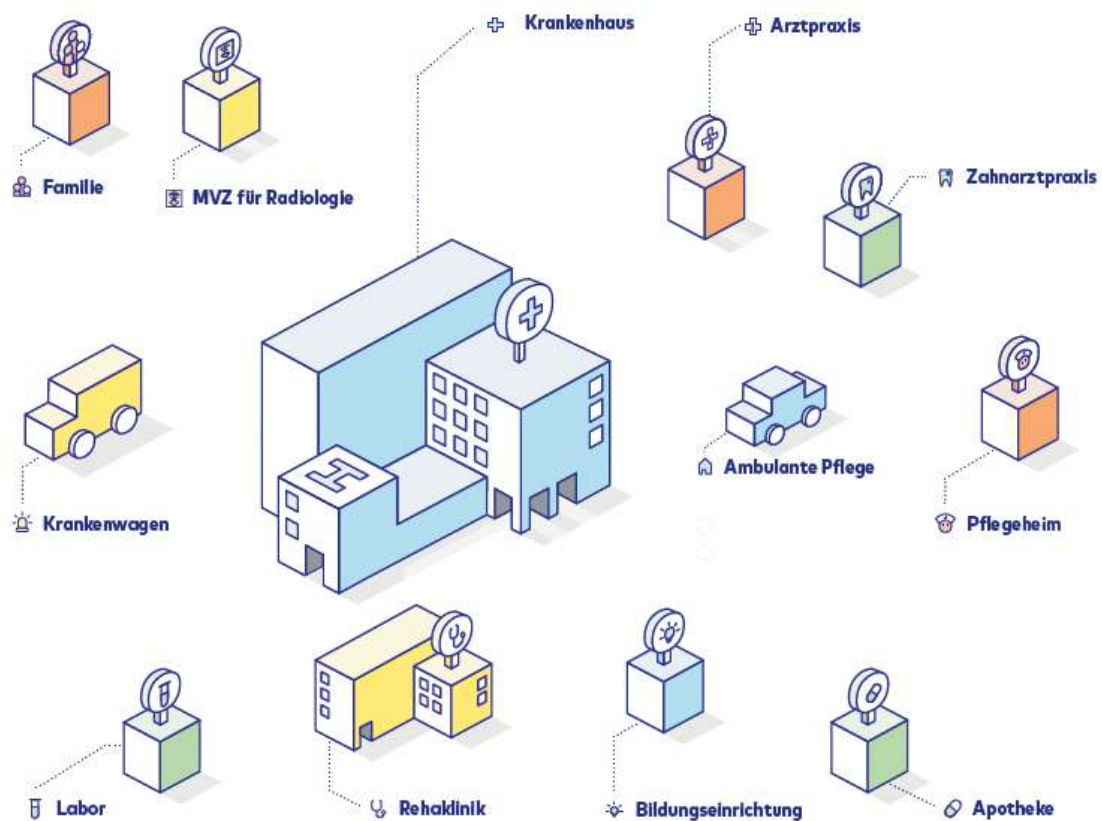 Krankenhaus
Arztpraxis
Familie
MVZ für Radiologie
Zahnarztpraxis
Ambulante Pflege
Krankenwagen
Pflegeheim
Labor
Rehaklinik
Bildungseinrichtung
Apotheke